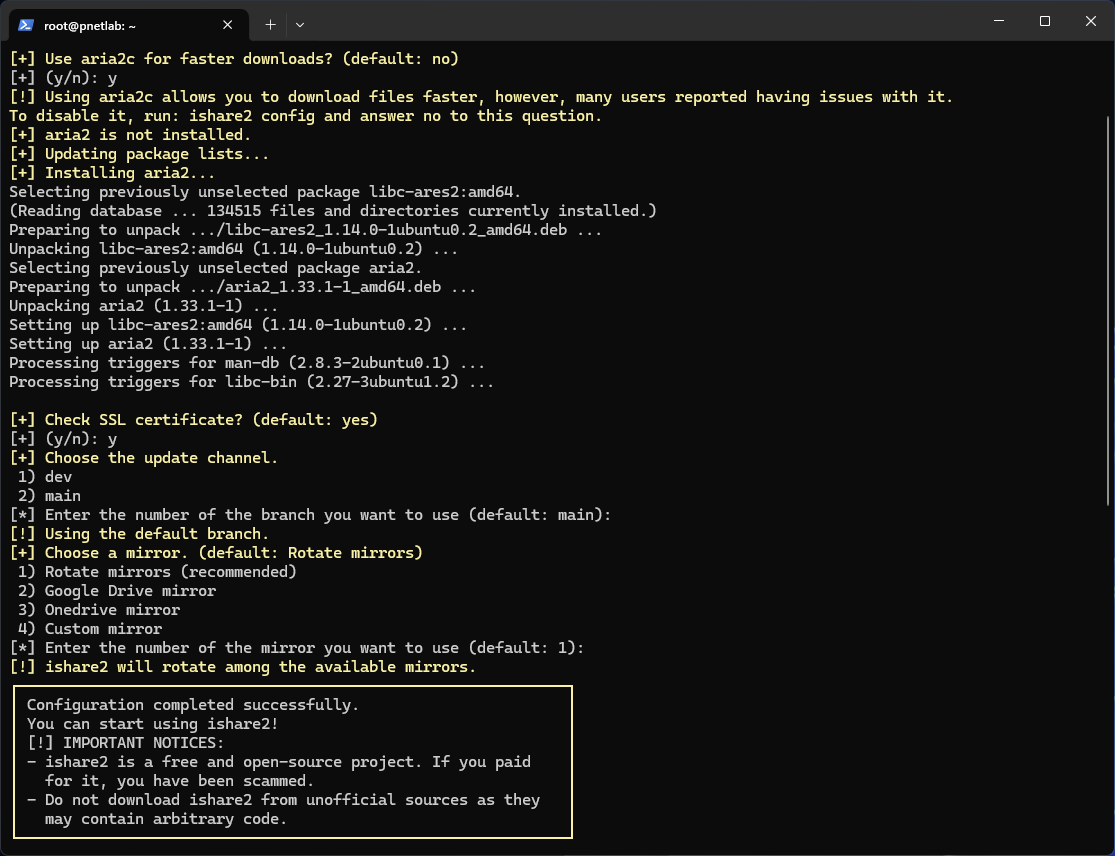 root@pnetlab: ~
[+] Use aria2c for faster downloads? (default: no)
[+] (y/n): y
[!] Using aria2c allows you to download files faster, however, many users reported having issues with it.
To disable it, run: ishare2 config and answer no to this question.
[+] aria2 is not installed.
[+] Updating package lists...
[+] Installing aria2...
Selecting previously unselected package libc-ares2:amd64.
(Reading database ... 134515 files and directories currently installed.)
Preparing to unpack .../libc-ares2_1.14.0-1ubuntu0.2_amd64.deb ...
Unpacking libc-ares2:amd64 (1.14.0-1ubuntu0.2) ...
Selecting previously unselected package aria2.
Preparing to unpack .../aria2_1.33.1-1_amd64.deb ...
Unpacking aria2 (1.33.1-1) ...
Setting up libc-ares2:amd64 (1.14.0-1ubuntu0.2) ...
Setting up aria2 (1.33.1-1) ...
Processing triggers for man-db (2.8.3-2ubuntu0.1) ...
Processing triggers for libc-bin (2.27-3ubuntu1.2) ...
[+] Check SSL certificate? (default: yes)
[+] (y/n): y
[+] Choose the update channel.
1) dev
2) main
[*] Enter the number of the branch you want to use (default: main):
[!] Using the default branch.
[+] Choose a mirror. (default: Rotate mirrors)
1) Rotate mirrors (recommended)
2) Google Drive mirror
3) Onedrive mirror
4) Custom mirror
[*] Enter the number of the mirror you want to use (default: 1):
[!] ishare2 will rotate among the available mirrors.
Configuration completed successfully.
You can start using ishare2!
[!] IMPORTANT NOTICES:
- ishare2 is a free and open-source project. If you paid
for it, you have been scammed.
- Do not download ishare2 from unofficial sources as they
may contain arbitrary code.